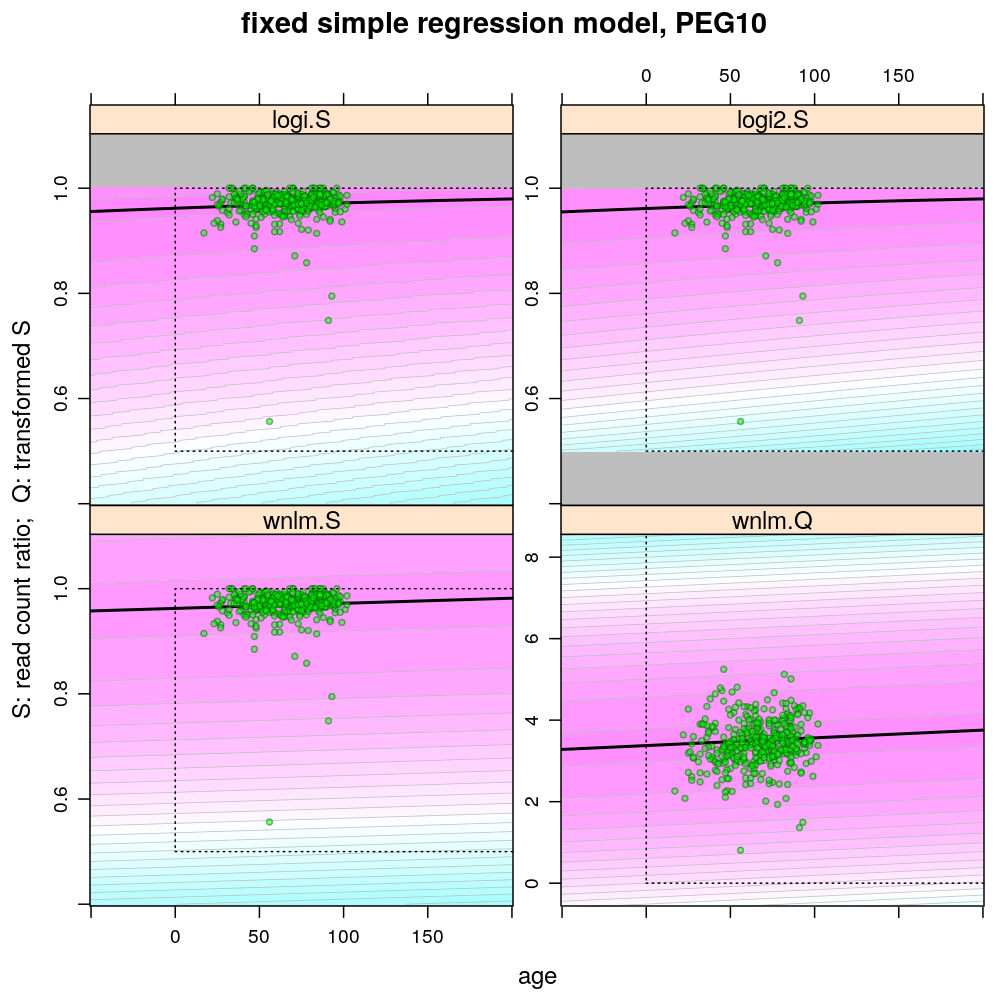 fixed simple regression model, PEG10
0 50 100 150
logi.S
logi2.S
1.0
0.8
0.6
1.0
0.8
0.6
wnlm.S
wnlm.Q
1.0
0.8
0.6
8
6
4
2
0
0 50 100 150
age
S: read count ratio; Q: transformed S